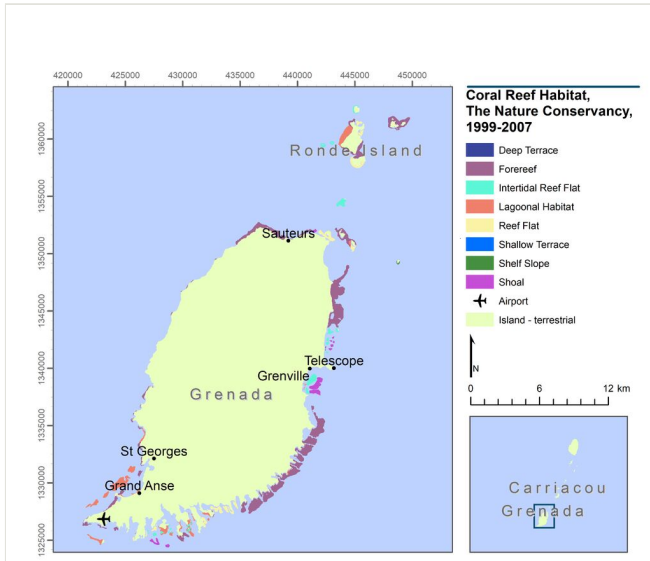 420000 425000 430000 435000 440000 445000 450000
1360000
1355000
1350000
1345000
1340000
1335000
1330000
1325000
Ronde Island
Sauteurs
Telescope
Grenville
Grenada
St Georges
Grand Anse
Coral Reef Habitat,
The Nature Conservancy,
1999-2007
Deep Terrace
Forereef
Intertidal Reef Flat
Lagoonal Habitat
Reef Flat
Shallow Terrace
Shelf Slope
Shoal
Airport
Island - terrestrial
N
0 6 12 km
Carriacou
Grenada